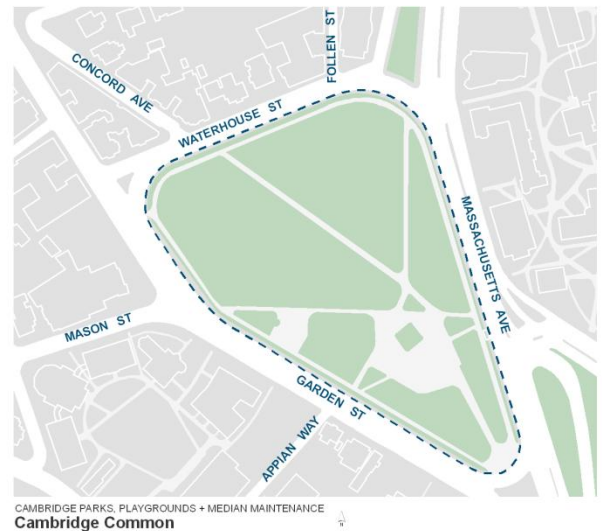 CONCORD AVE
FOLLEN ST
WATERHOUSE ST
MASSACHUSETTS AVE
MASON ST
GARDEN ST
APPIAN WAY
CAMBRIDGE PARKS, PLAYGROUNDS + MEDIAN MAINTENANCE
Cambridge Common